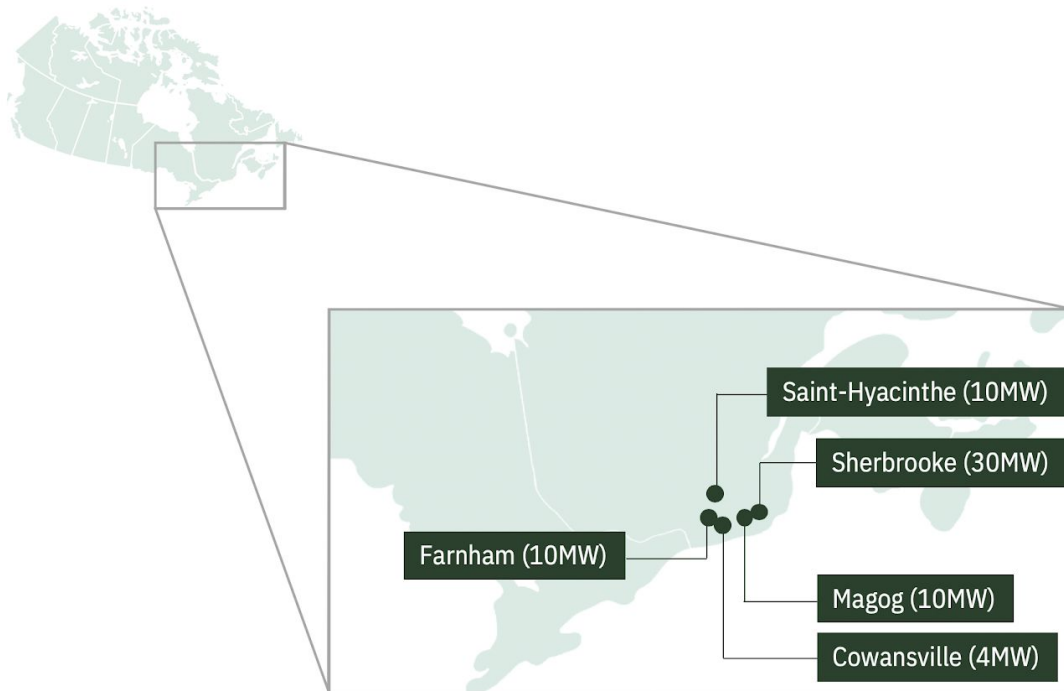 Saint-Hyacinthe (10MW)
Sherbrooke (30MW)
Farnham (10MW)
Magog (10MW)
Cowansville (4MW)